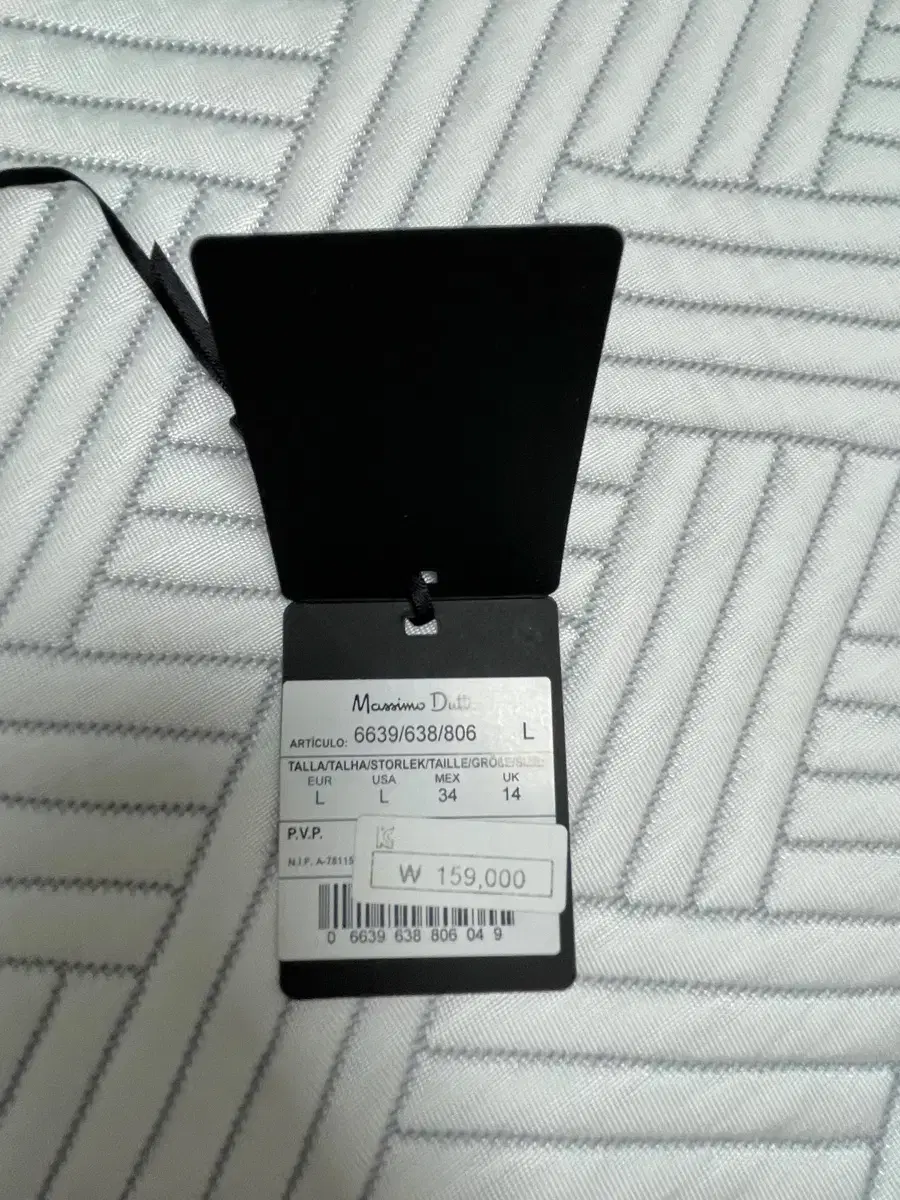 Massimo Dutti
ARTÍCULO: 6639/638/806 L
TALLA/TALHA/STORLEK/TAILLE/GRÖßE/SIZE:
EUR USA MEX UK
L L 34 14
P.V.P.
N.I.F. A-78115
₩ 159,000
0 6639 638 806 04 9